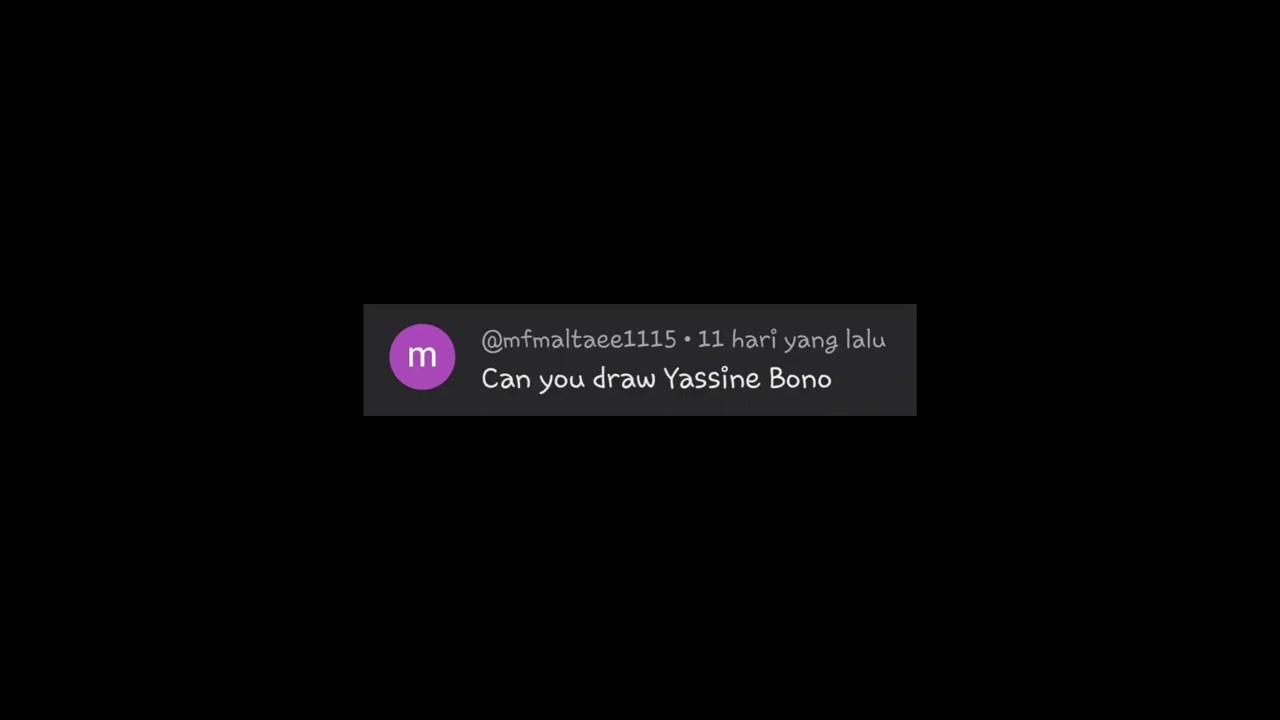 m
@mfmaltaee1115 • 11 hari yang lalu
Can you draw Yassine Bono